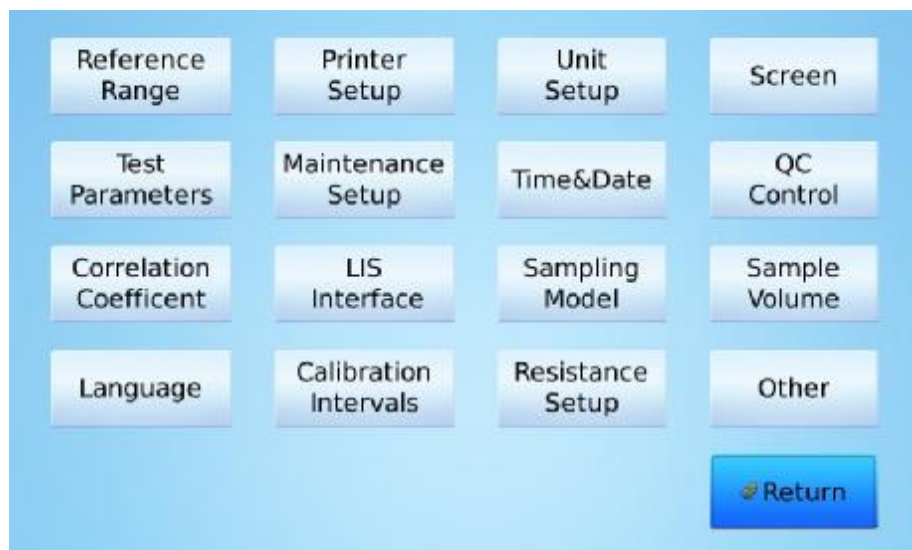 Reference
Range
Printer
Setup
Unit
Setup
Screen
Test
Parameters
Maintenance
Setup
Time&Date
QC
Control
Correlation
Coefficent
LIS
Interface
Sampling
Model
Sample
Volume
Language
Calibration
Intervals
Resistance
Setup
Other
Return